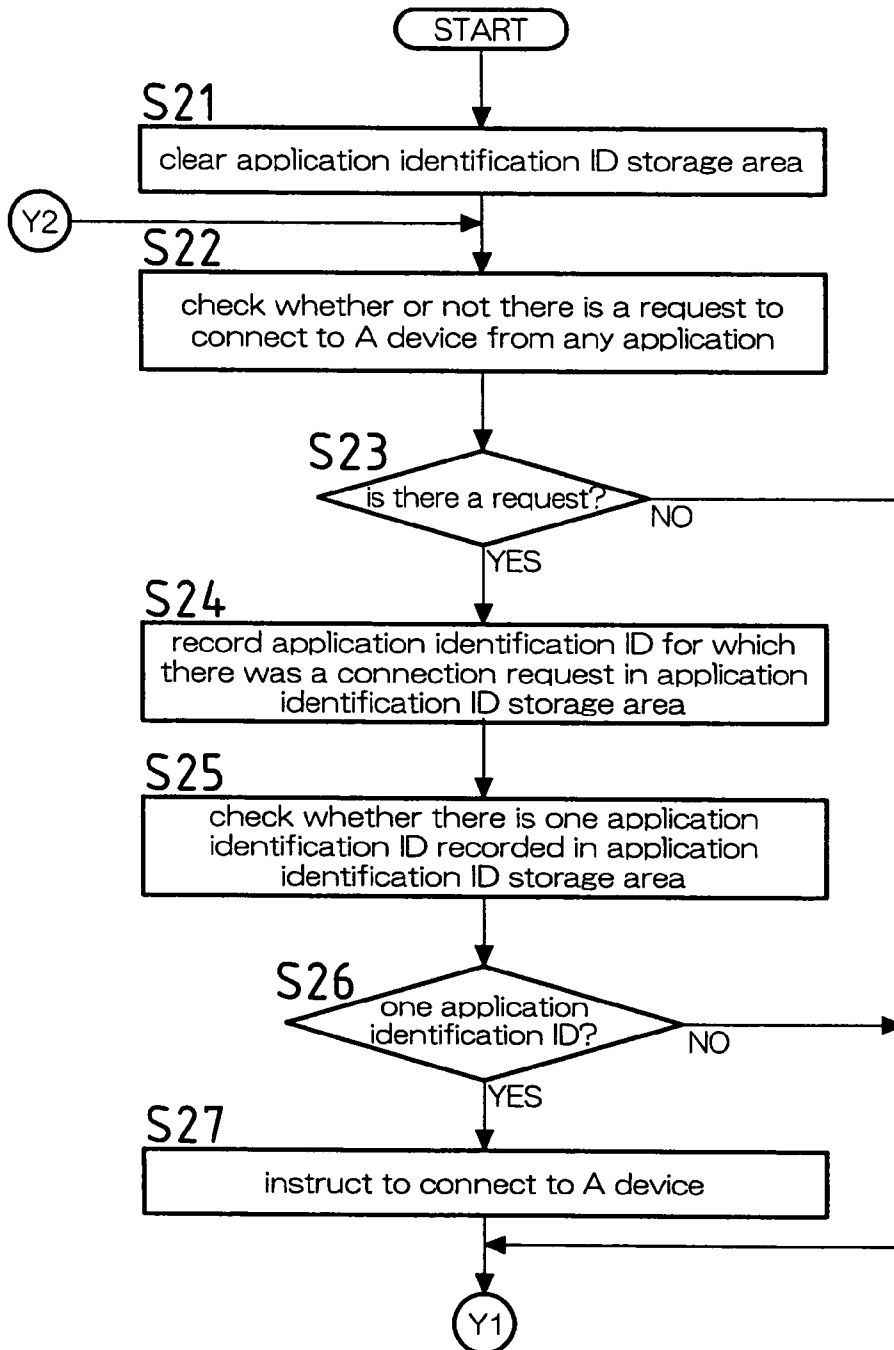 START
S21
clear application identification ID storage area
Y2
S22
check whether or not there is a request to
connect to A device from any application
S23
is there a request?
NO
YES
S24
record application identification ID for which
there was a connection request in application
identification ID storage area
S25
check whether there is one application
identification ID recorded in application
identification ID storage area
S26
one application
identification ID?
NO
YES
S27
instruct to connect to A device
Y1